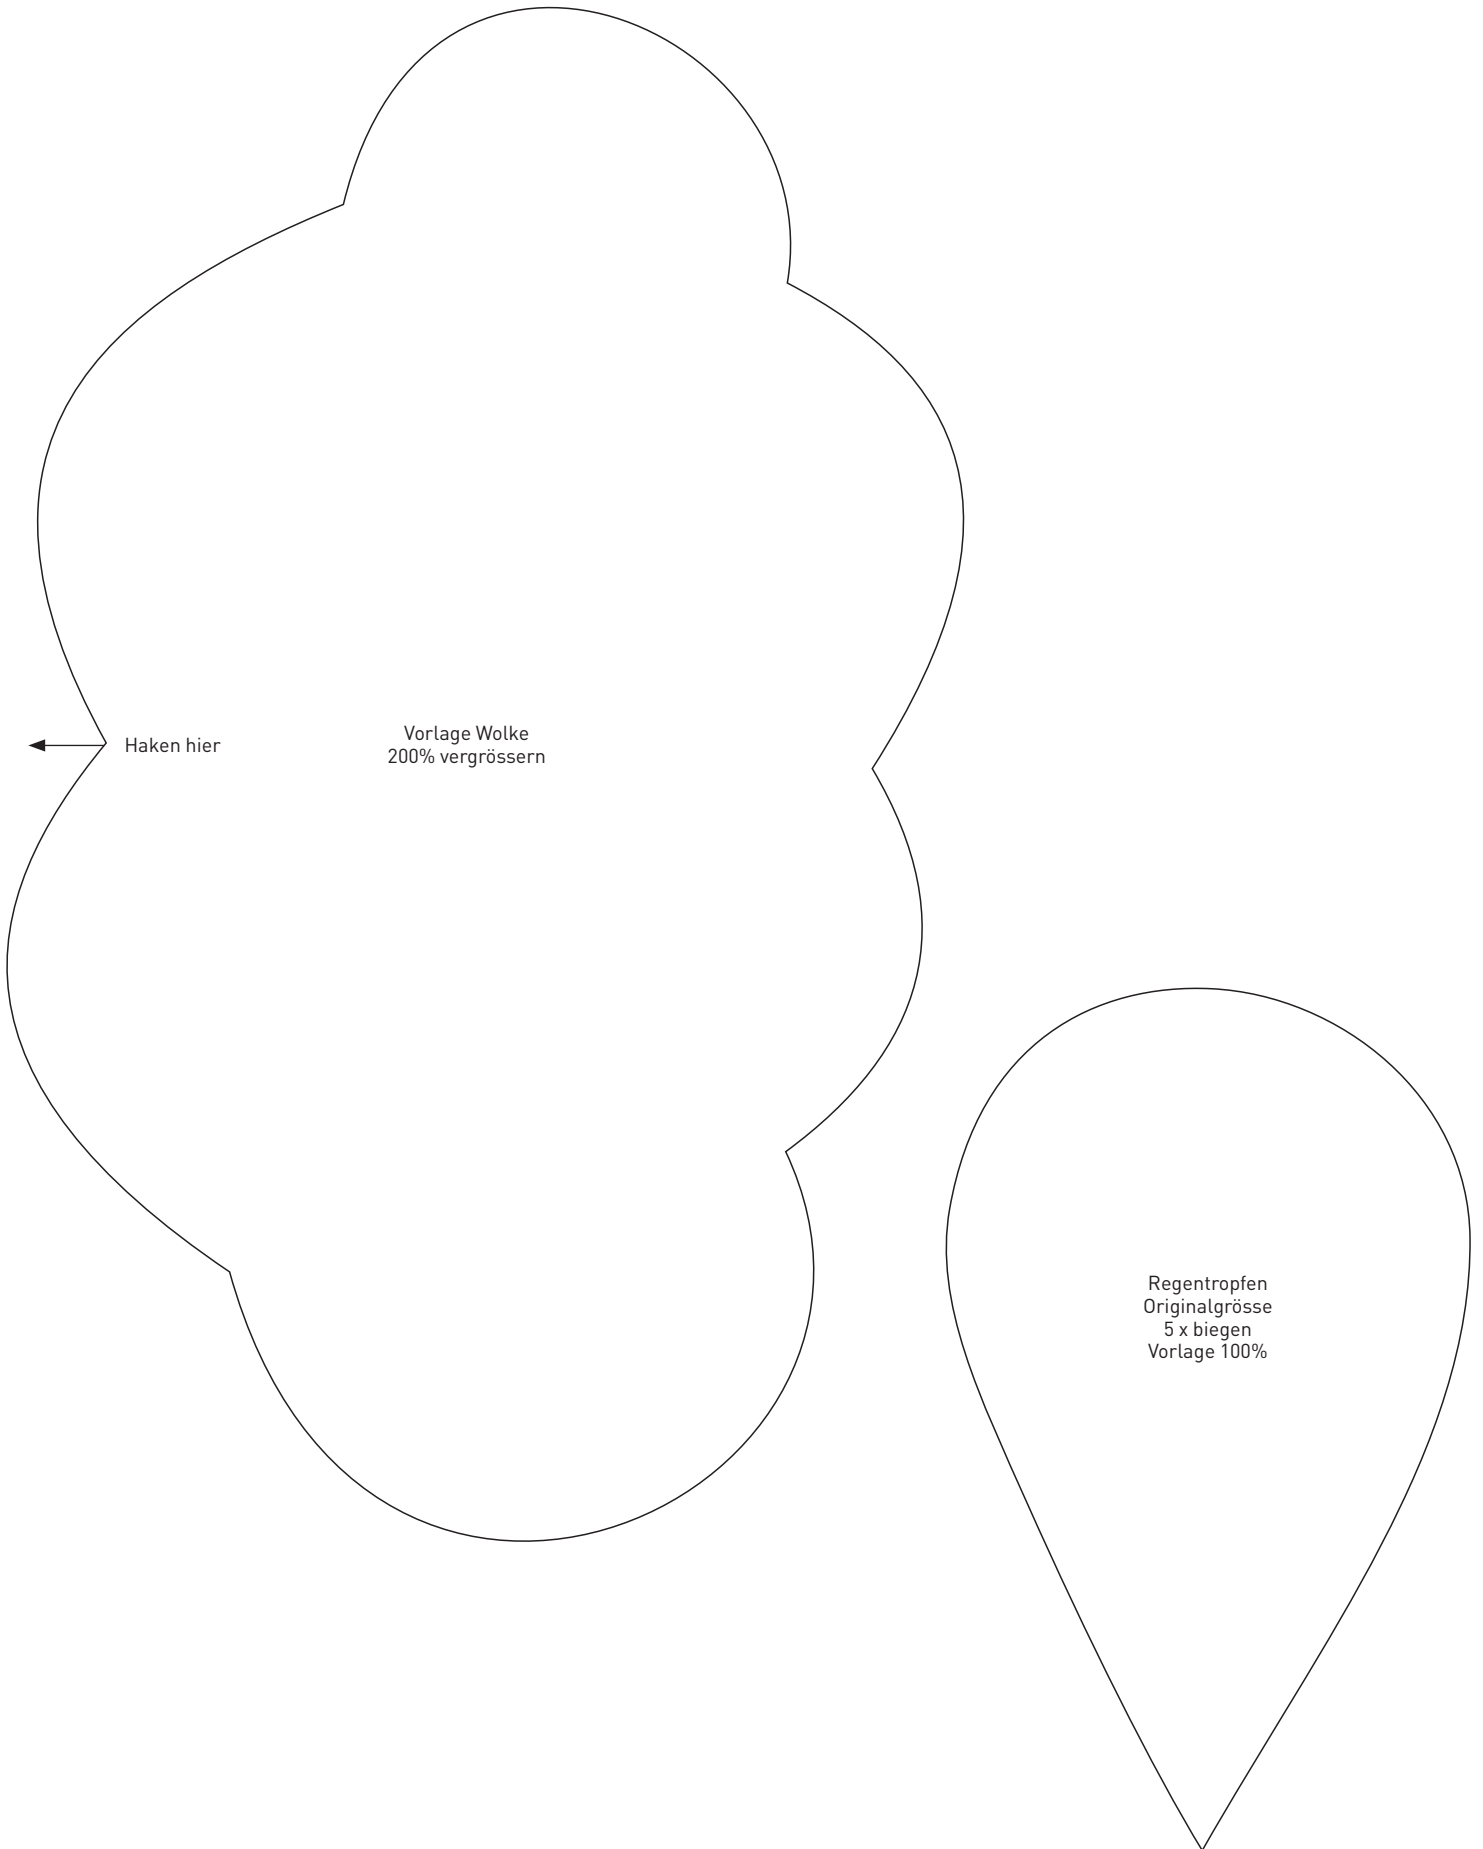 Vorlage Wolke
200% vergrössern
Haken hier
Regentropfen
Originalgrösse
5 x biegen
Vorlage 100%